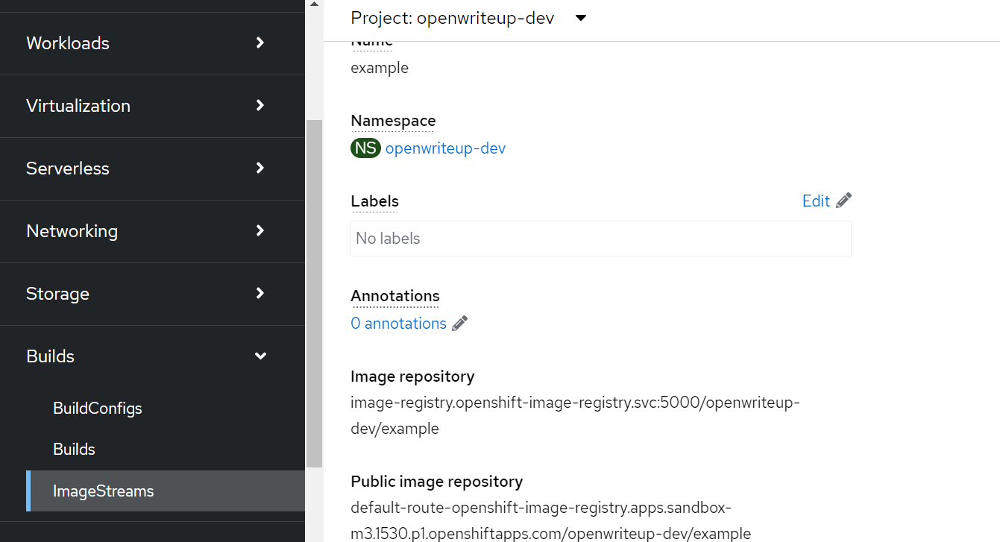 Workloads
Virtualization
Serverless
Networking
Storage
Builds
BuildConfigs
Builds
ImageStreams
Project: openwriteup-dev
Name
example
Namespace
NS openwriteup-dev
Labels
Edit
No labels
Annotations
0 annotations
Image repository
image-registry.openshift-image-registry.svc:5000/openwriteup-
dev/example
Public image repository
default-route-openshift-image-registry.apps.sandbox-
m3.1530.p1.openshiftapps.com/openwriteup-dev/example